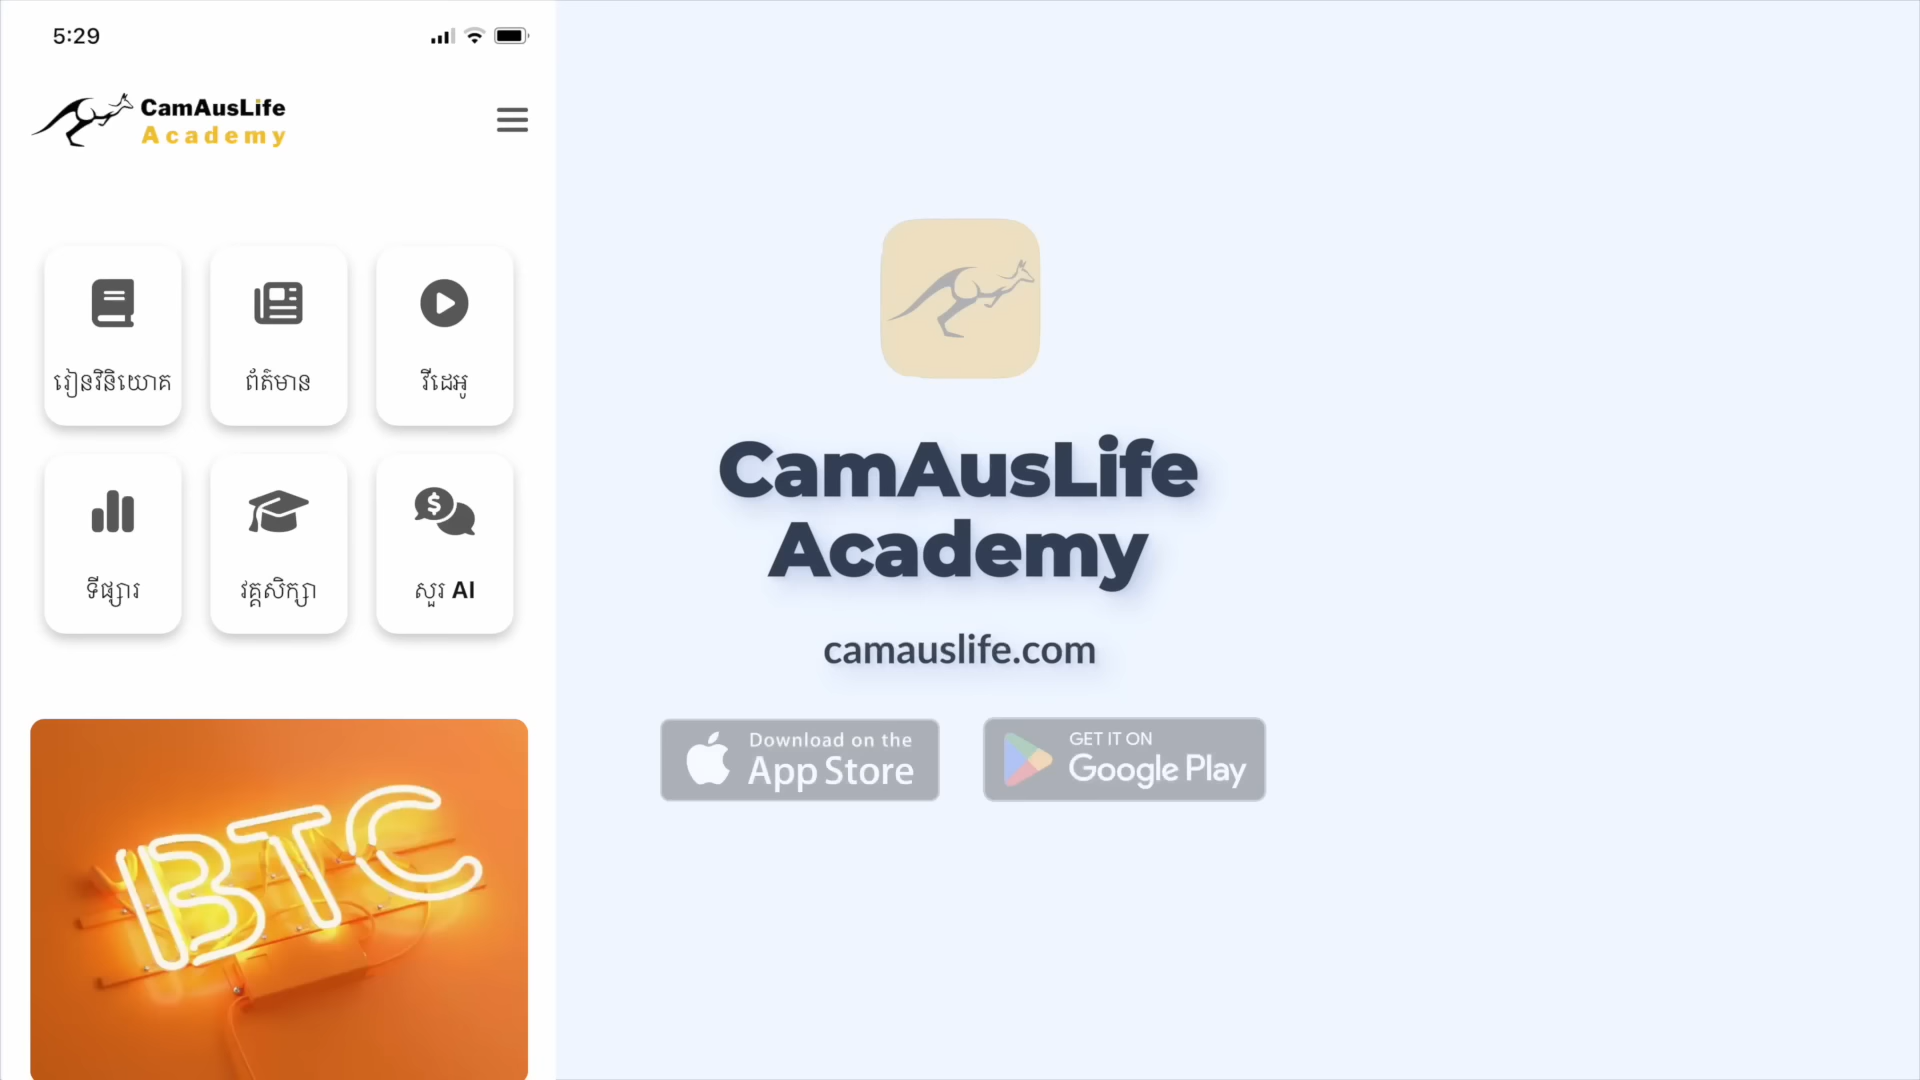 5:29
CamAusLife
Academy
រៀនវិនិយោគ
ព័ត៌មាន
វីដេអូ
ទីផ្សារ
វគ្គសិក្សា
សួរ AI
BTC
CamAusLife
Academy
camauslife.com
Download on the
App Store
GET IT ON
Google Play